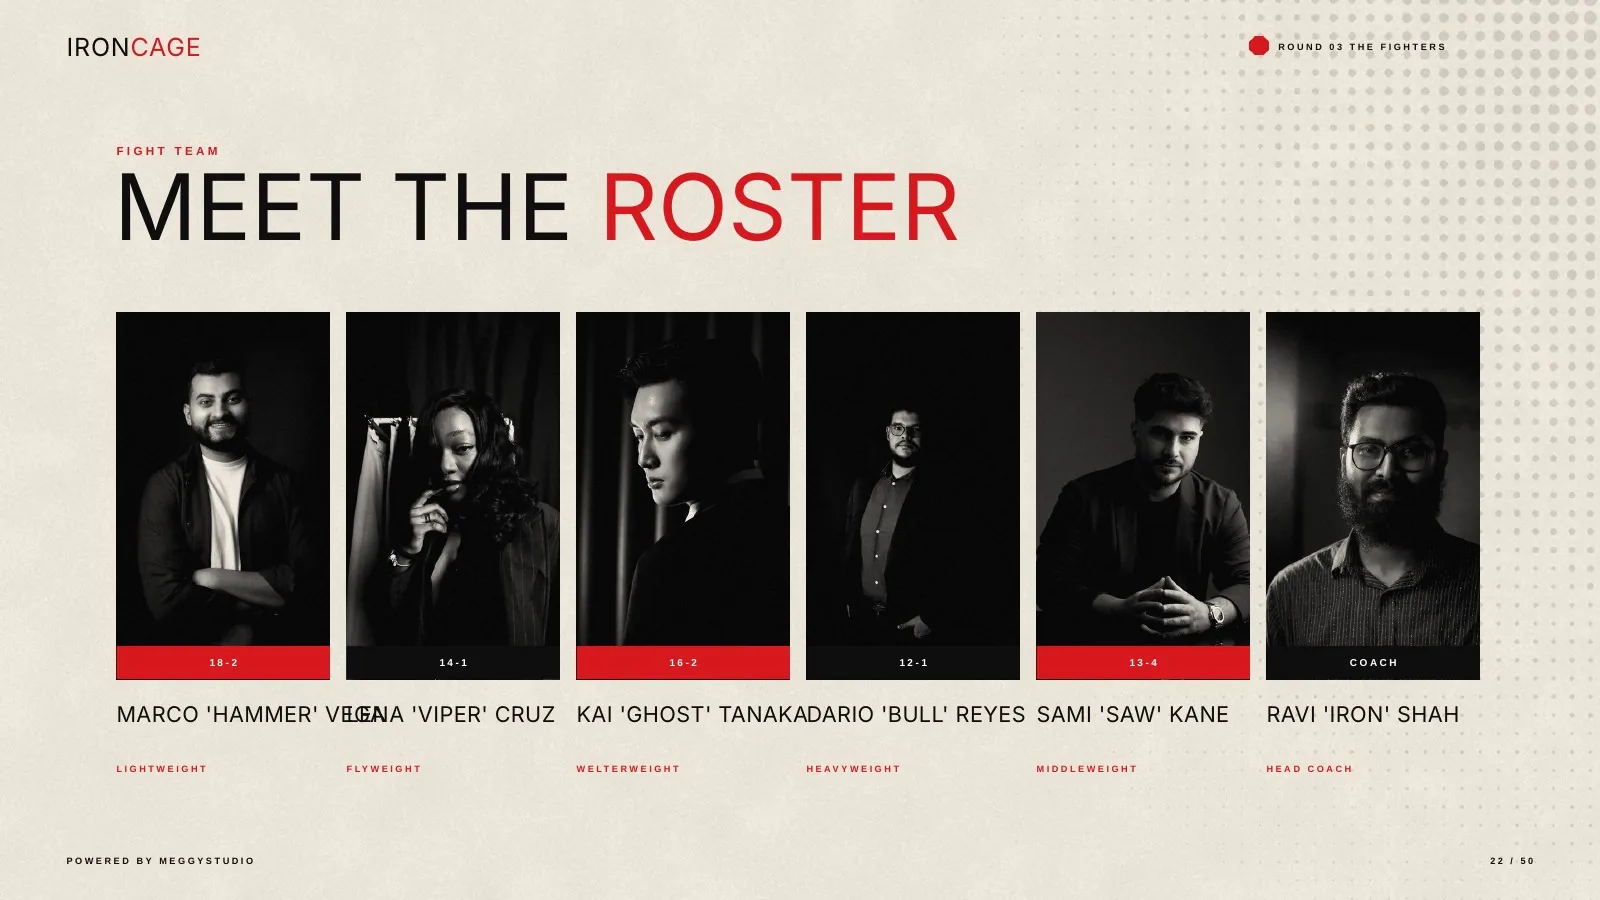 IRONCAGE
ROUND 03 THE FIGHTERS
FIGHT TEAM
MEET THE ROSTER
18-2
14-1
16-2
12-1
13-4
COACH
MARCO 'HAMMER' VEGA
LENA 'VIPER' CRUZ
KAI 'GHOST' TANAKA
DARIO 'BULL' REYES
SAMI 'SAW' KANE
RAVI 'IRON' SHAH
LIGHTWEIGHT
FLYWEIGHT
WELTERWEIGHT
HEAVYWEIGHT
MIDDLEWEIGHT
HEAD COACH
POWERED BY MEGGYSTUDIO
22 / 50